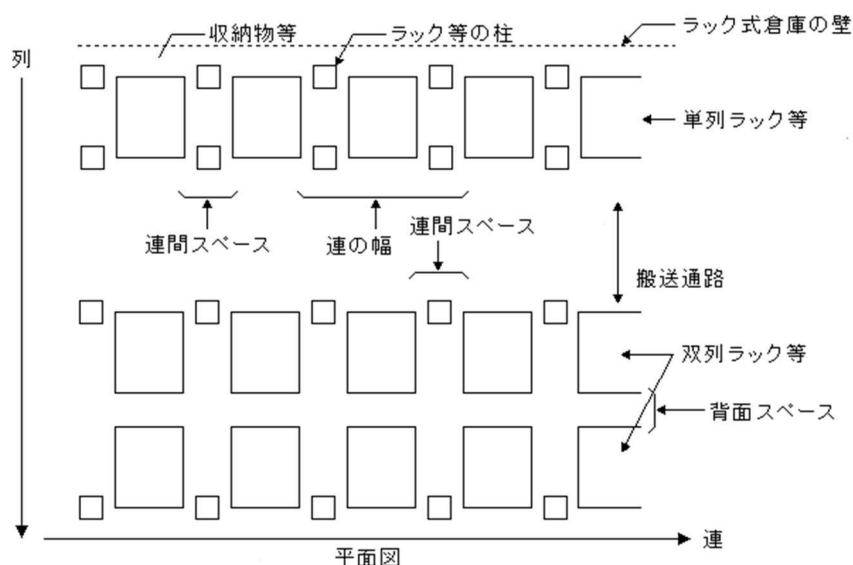 収納物等
ラック等の柱
ラック式倉庫の壁
列
単列ラック等
連間スペース
連の幅
連間スペース
搬送通路
双列ラック等
背面スペース
平面図
連